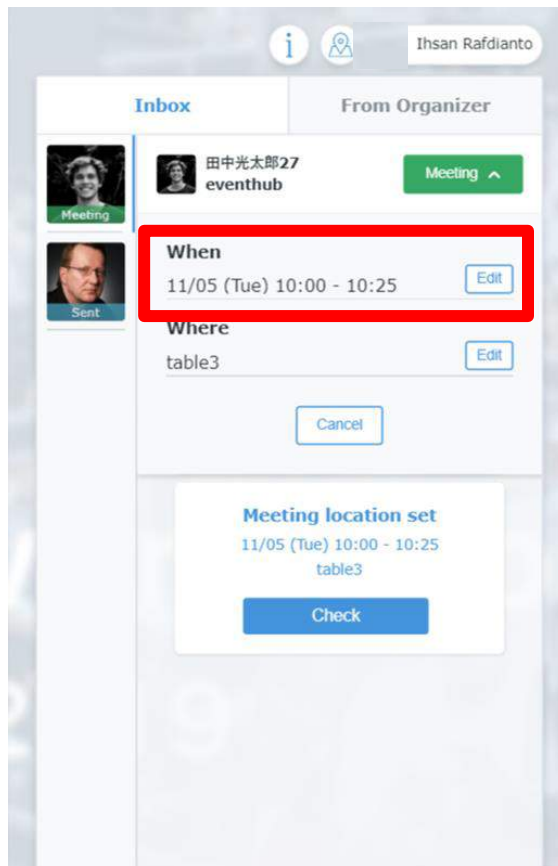 i
Ihsan Rafdianto
Inbox
From Organizer
Meeting
田中光太郎27
eventhub
Meeting
Sent
When
11/05 (Tue) 10:00 - 10:25
Edit
Where
table3
Edit
Cancel
Meeting location set
11/05 (Tue) 10:00 - 10:25
table3
Check